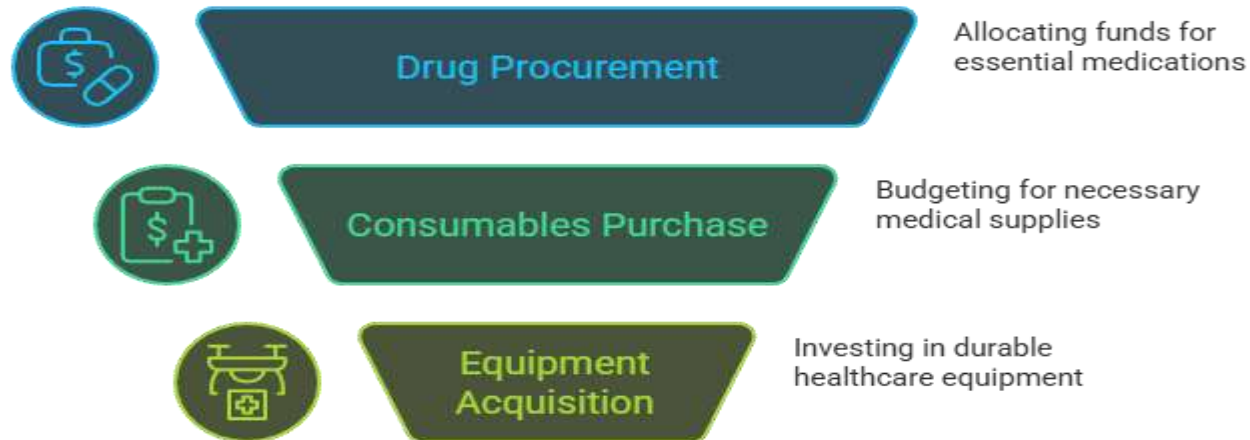 Drug Procurement
Allocating funds for
essential medications
Consumables Purchase
Budgeting for necessary
medical supplies
Equipment
Acquisition
Investing in durable
healthcare equipment